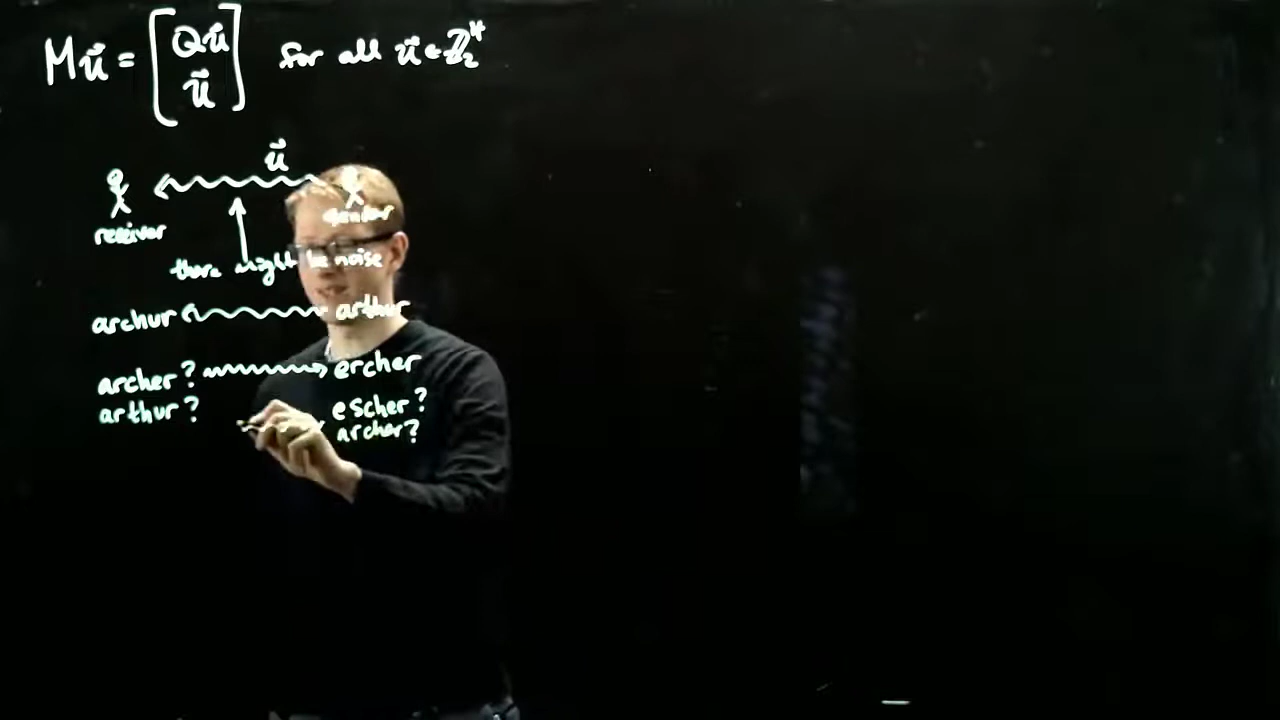 Mu⃗ = [Qu⃗ u⃗] for all u⃗ ∈ ℤ₂⁴
u⃗
receiver sender
there might be noise
archur arthur
archer? ercher
arthur? escher?
archer?